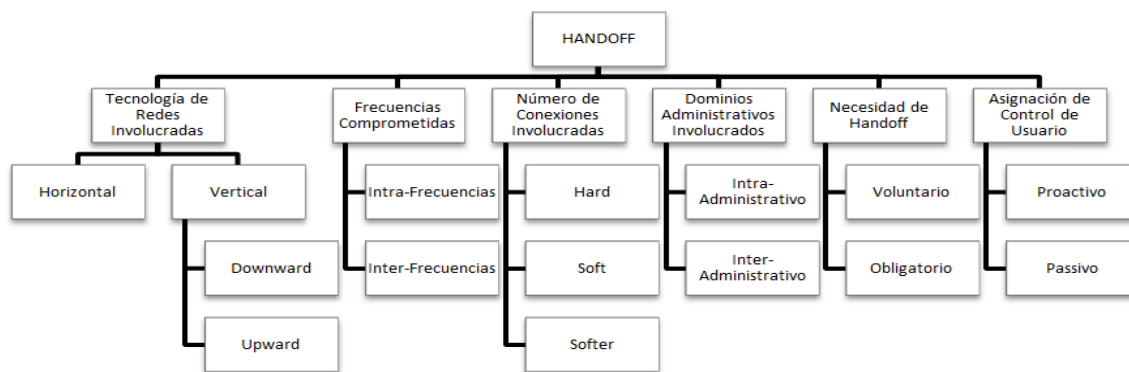 HANDOFF
Tecnología de
Redes
Involucradas
Frecuencias
Comprometidas
Número de
Conexiones
Involucradas
Dominios
Administrativos
Involucrados
Necesidad de
Handoff
Asignación de
Control de
Usuario
Horizontal
Vertical
Downward
Upward
Intra-Frecuencias
Inter-Frecuencias
Hard
Soft
Softer
Intra-
Administrativo
Inter-
Administrativo
Voluntario
Obligatorio
Proactivo
Passivo